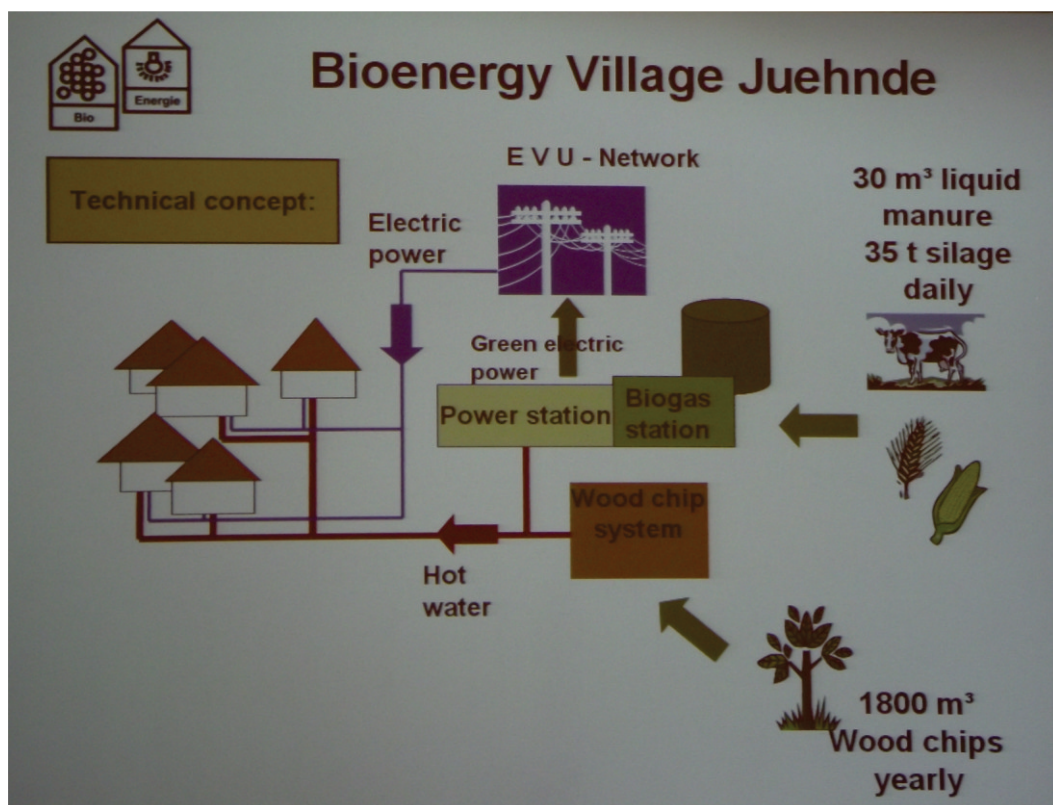 Bio
Energie
Bioenergy Village Juehnde
Technical concept:
E V U - Network
Electric
power
30 m³ liquid
manure
35 t silage
daily
Green electric
power
Power station
Biogas
station
Wood chip
system
Hot
water
1800 m³
Wood chips
yearly